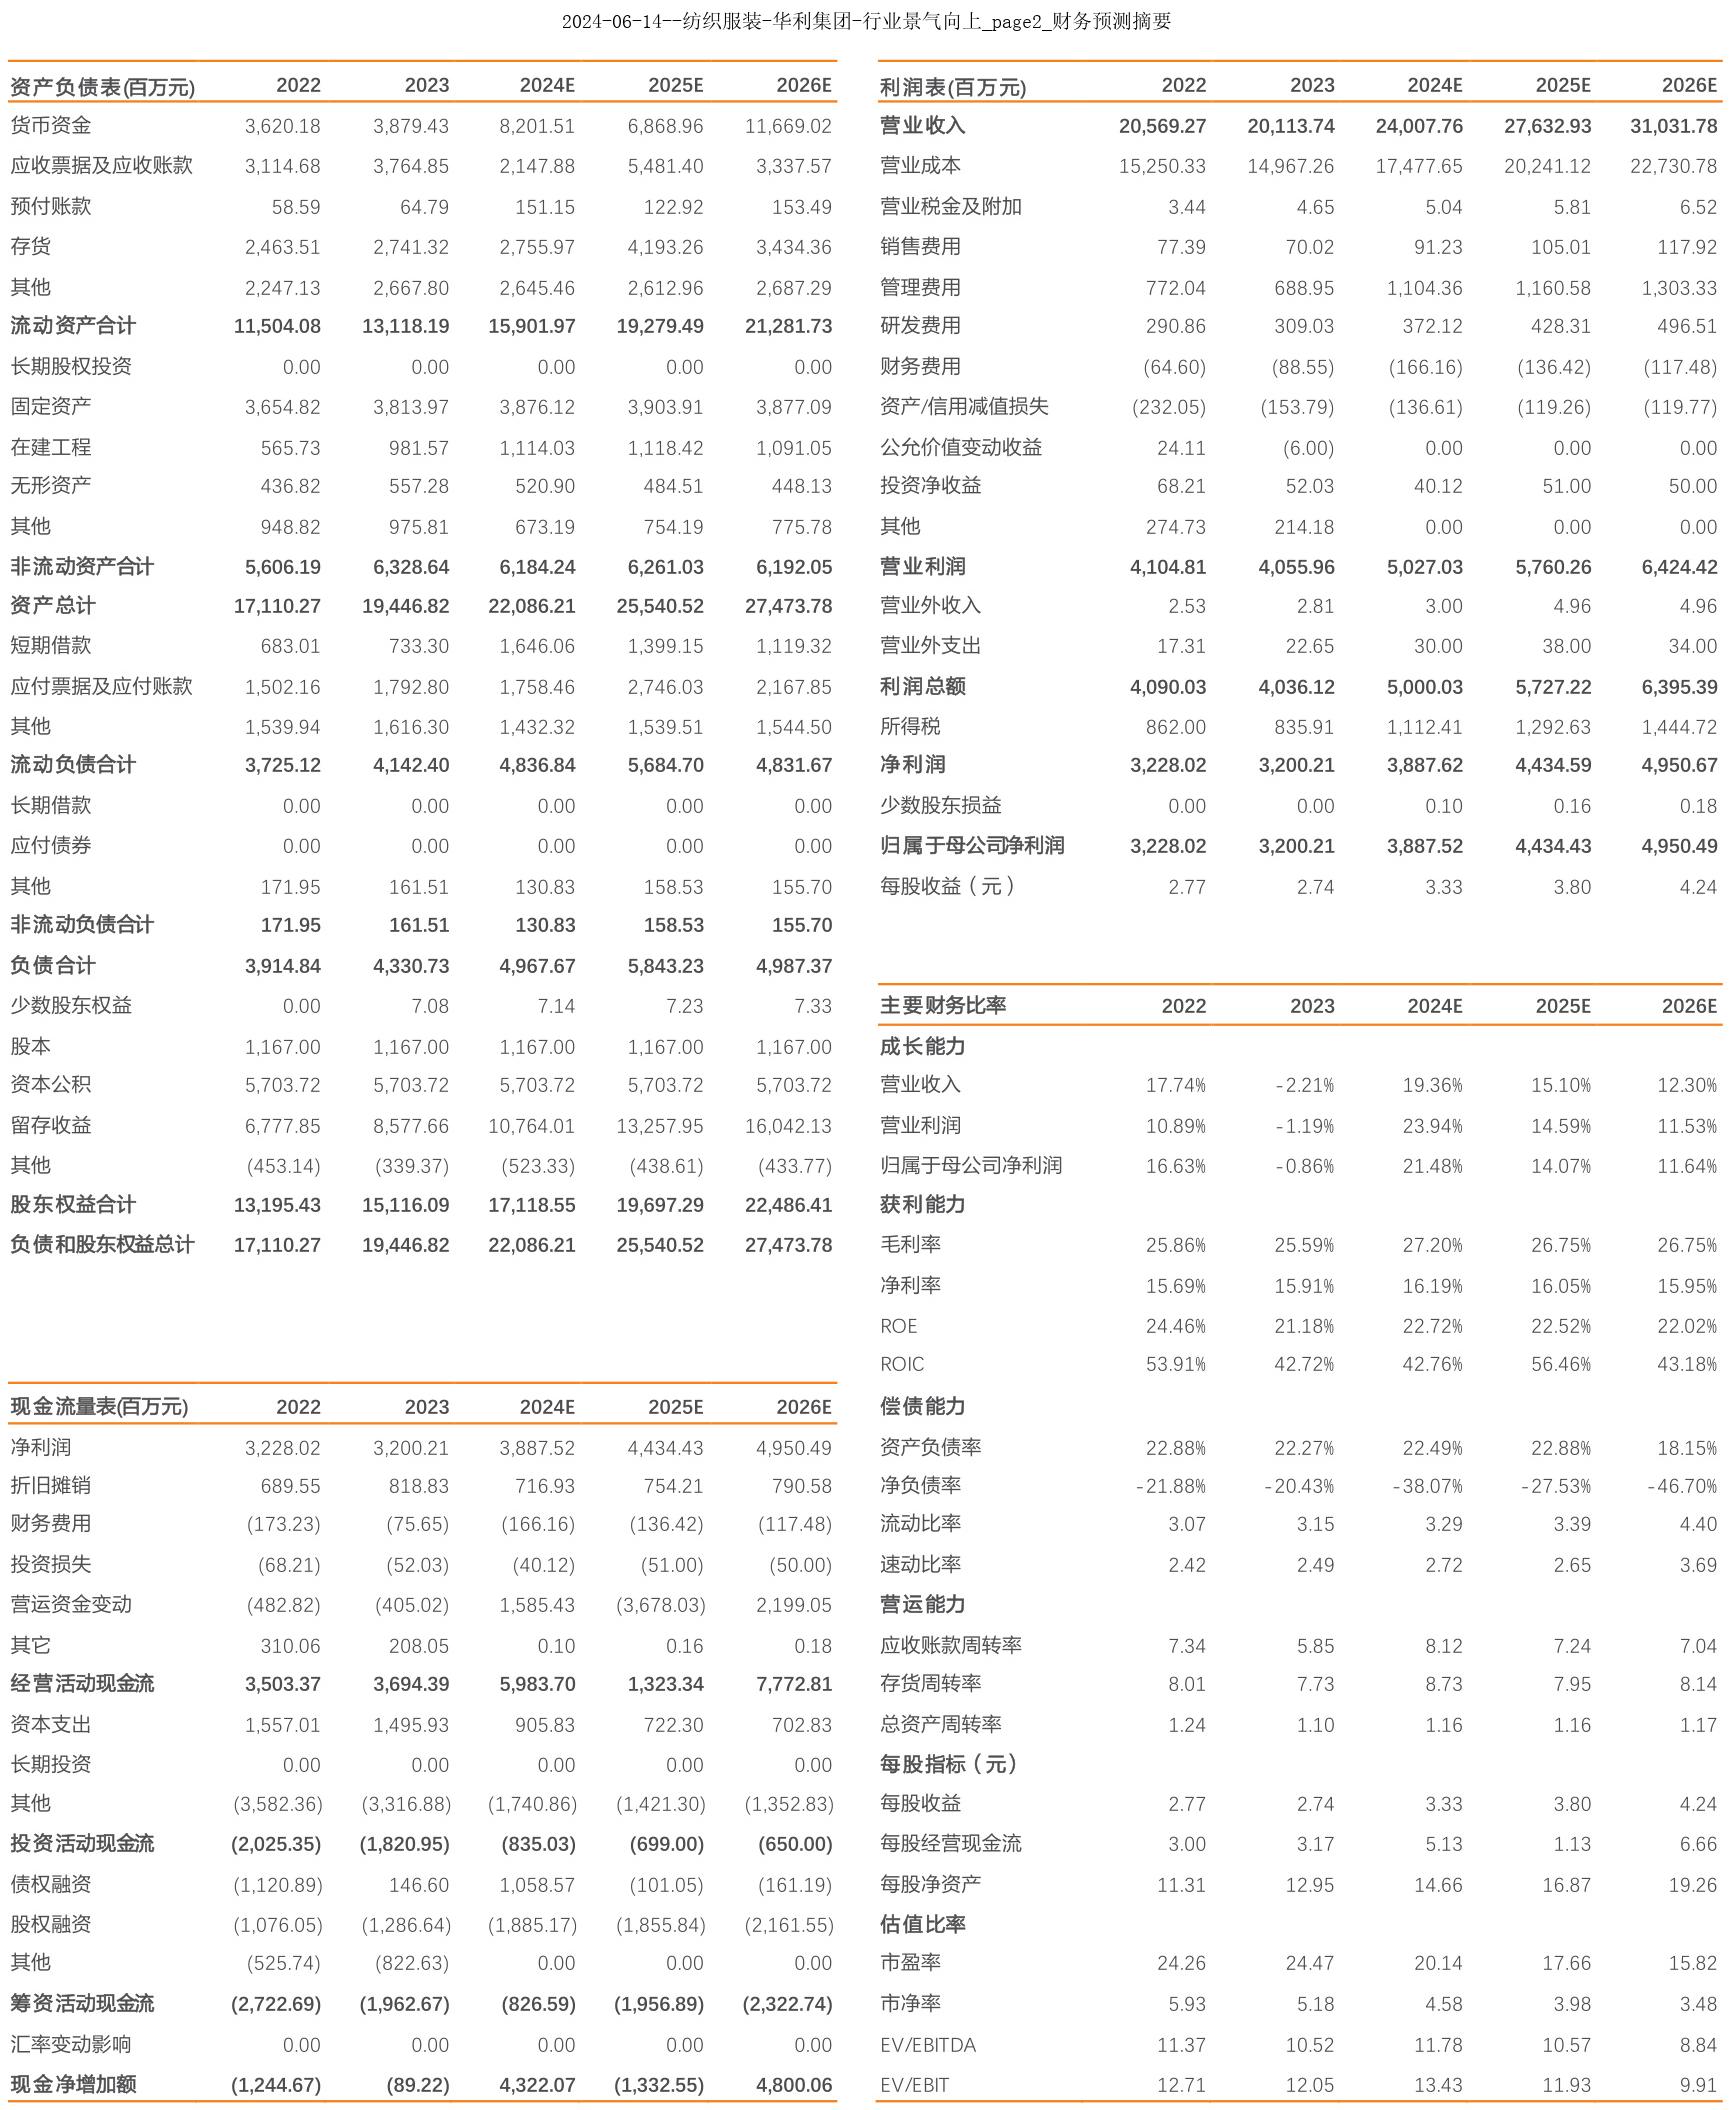 2024-06-14--纺织服装-华利集团-行业景气向上_page2_财务预测摘要
资产负债表(百万元) 2022 2023 2024E 2025E 2026E
货币资金 3,620.18 3,879.43 8,201.51 6,868.96 11,669.02
应收票据及应收账款 3,114.68 3,764.85 2,147.88 5,481.40 3,337.57
预付账款 58.59 64.79 151.15 122.92 153.49
存货 2,463.51 2,741.32 2,755.97 4,193.26 3,434.36
其他 2,247.13 2,667.80 2,645.46 2,612.96 2,687.29
流动资产合计 11,504.08 13,118.19 15,901.97 19,279.49 21,281.73
长期股权投资 0.00 0.00 0.00 0.00 0.00
固定资产 3,654.82 3,813.97 3,876.12 3,903.91 3,877.09
在建工程 565.73 981.57 1,114.03 1,118.42 1,091.05
无形资产 436.82 557.28 520.90 484.51 448.13
其他 948.82 975.81 673.19 754.19 775.78
非流动资产合计 5,606.19 6,328.64 6,184.24 6,261.03 6,192.05
资产总计 17,110.27 19,446.82 22,086.21 25,540.52 27,473.78
短期借款 683.01 733.30 1,646.06 1,399.15 1,119.32
应付票据及应付账款 1,502.16 1,792.80 1,758.46 2,746.03 2,167.85
其他 1,539.94 1,616.30 1,432.32 1,539.51 1,544.50
流动负债合计 3,725.12 4,142.40 4,836.84 5,684.70 4,831.67
长期借款 0.00 0.00 0.00 0.00 0.00
应付债券 0.00 0.00 0.00 0.00 0.00
其他 171.95 161.51 130.83 158.53 155.70
非流动负债合计 171.95 161.51 130.83 158.53 155.70
负债合计 3,914.84 4,330.73 4,967.67 5,843.23 4,987.37
少数股东权益 0.00 7.08 7.14 7.23 7.33
股本 1,167.00 1,167.00 1,167.00 1,167.00 1,167.00
资本公积 5,703.72 5,703.72 5,703.72 5,703.72 5,703.72
留存收益 6,777.85 8,577.66 10,764.01 13,257.95 16,042.13
其他 (453.14) (339.37) (523.33) (438.61) (433.77)
股东权益合计 13,195.43 15,116.09 17,118.55 19,697.29 22,486.41
负债和股东权益总计 17,110.27 19,446.82 22,086.21 25,540.52 27,473.78
现金流量表(百万元) 2022 2023 2024E 2025E 2026E
净利润 3,228.02 3,200.21 3,887.52 4,434.43 4,950.49
折旧摊销 689.55 818.83 716.93 754.21 790.58
财务费用 (173.23) (75.65) (166.16) (136.42) (117.48)
投资损失 (68.21) (52.03) (40.12) (51.00) (50.00)
营运资金变动 (482.82) (405.02) 1,585.43 (3,678.03) 2,199.05
其它 310.06 208.05 0.10 0.16 0.18
经营活动现金流 3,503.37 3,694.39 5,983.70 1,323.34 7,772.81
资本支出 1,557.01 1,495.93 905.83 722.30 702.83
长期投资 0.00 0.00 0.00 0.00 0.00
其他 (3,582.36) (3,316.88) (1,740.86) (1,421.30) (1,352.83)
投资活动现金流 (2,025.35) (1,820.95) (835.03) (699.00) (650.00)
债权融资 (1,120.89) 146.60 1,058.57 (101.05) (161.19)
股权融资 (1,076.05) (1,286.64) (1,885.17) (1,855.84) (2,161.55)
其他 (525.74) (822.63) 0.00 0.00 0.00
筹资活动现金流 (2,722.69) (1,962.67) (826.59) (1,956.89) (2,322.74)
汇率变动影响 0.00 0.00 0.00 0.00 0.00
现金净增加额 (1,244.67) (89.22) 4,322.07 (1,332.55) 4,800.06
利润表(百万元) 2022 2023 2024E 2025E 2026E
营业收入 20,569.27 20,113.74 24,007.76 27,632.93 31,031.78
营业成本 15,250.33 14,967.26 17,477.65 20,241.12 22,730.78
营业税金及附加 3.44 4.65 5.04 5.81 6.52
销售费用 77.39 70.02 91.23 105.01 117.92
管理费用 772.04 688.95 1,104.36 1,160.58 1,303.33
研发费用 290.86 309.03 372.12 428.31 496.51
财务费用 (64.60) (88.55) (166.16) (136.42) (117.48)
资产/信用减值损失 (232.05) (153.79) (136.61) (119.26) (119.77)
公允价值变动收益 24.11 (6.00) 0.00 0.00 0.00
投资净收益 68.21 52.03 40.12 51.00 50.00
其他 274.73 214.18 0.00 0.00 0.00
营业利润 4,104.81 4,055.96 5,027.03 5,760.26 6,424.42
营业外收入 2.53 2.81 3.00 4.96 4.96
营业外支出 17.31 22.65 30.00 38.00 34.00
利润总额 4,090.03 4,036.12 5,000.03 5,727.22 6,395.39
所得税 862.00 835.91 1,112.41 1,292.63 1,444.72
净利润 3,228.02 3,200.21 3,887.62 4,434.59 4,950.67
少数股东损益 0.00 0.00 0.10 0.16 0.18
归属于母公司净利润 3,228.02 3,200.21 3,887.52 4,434.43 4,950.49
每股收益（元） 2.77 2.74 3.33 3.80 4.24
主要财务比率 2022 2023 2024E 2025E 2026E
成长能力
营业收入 17.74% -2.21% 19.36% 15.10% 12.30%
营业利润 10.89% -1.19% 23.94% 14.59% 11.53%
归属于母公司净利润 16.63% -0.86% 21.48% 14.07% 11.64%
获利能力
毛利率 25.86% 25.59% 27.20% 26.75% 26.75%
净利率 15.69% 15.91% 16.19% 16.05% 15.95%
ROE 24.46% 21.18% 22.72% 22.52% 22.02%
ROIC 53.91% 42.72% 42.76% 56.46% 43.18%
偿债能力
资产负债率 22.88% 22.27% 22.49% 22.88% 18.15%
净负债率 -21.88% -20.43% -38.07% -27.53% -46.70%
流动比率 3.07 3.15 3.29 3.39 4.40
速动比率 2.42 2.49 2.72 2.65 3.69
营运能力
应收账款周转率 7.34 5.85 8.12 7.24 7.04
存货周转率 8.01 7.73 8.73 7.95 8.14
总资产周转率 1.24 1.10 1.16 1.16 1.17
每股指标（元）
每股收益 2.77 2.74 3.33 3.80 4.24
每股经营现金流 3.00 3.17 5.13 1.13 6.66
每股净资产 11.31 12.95 14.66 16.87 19.26
估值比率
市盈率 24.26 24.47 20.14 17.66 15.82
市净率 5.93 5.18 4.58 3.98 3.48
EV/EBITDA 11.37 10.52 11.78 10.57 8.84
EV/EBIT 12.71 12.05 13.43 11.93 9.91